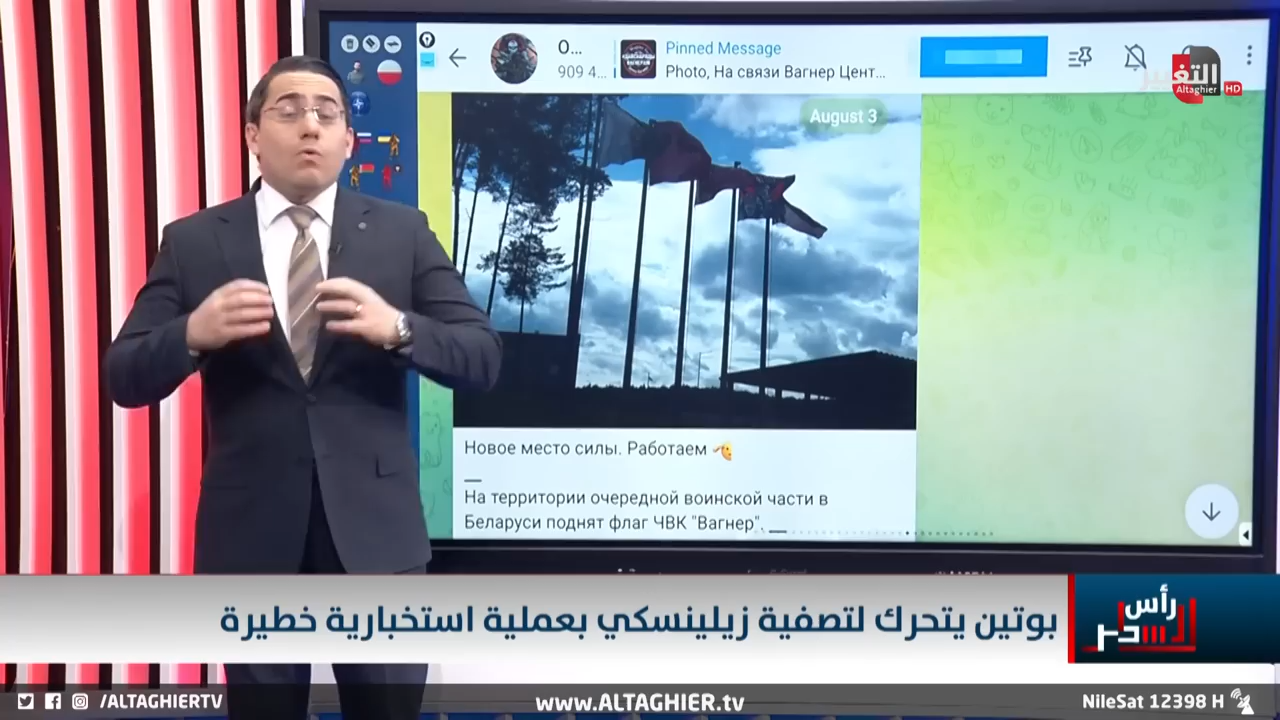 O...
909 4...
Pinned Message
Photo, На связи Вагнер Цент...
التغيير
Altaghier
HD
August 3
Новое место силы. Работаем
На территории очередной воинской части в
Беларуси поднят флаг ЧВК "Вагнер".
رأس
السطر
بوتين يتحرك لتصفية زيلينسكي بعملية استخبارية خطيرة
/ALTAGHIERTV
www.ALTAGHIER.tv
NileSat 12398 H